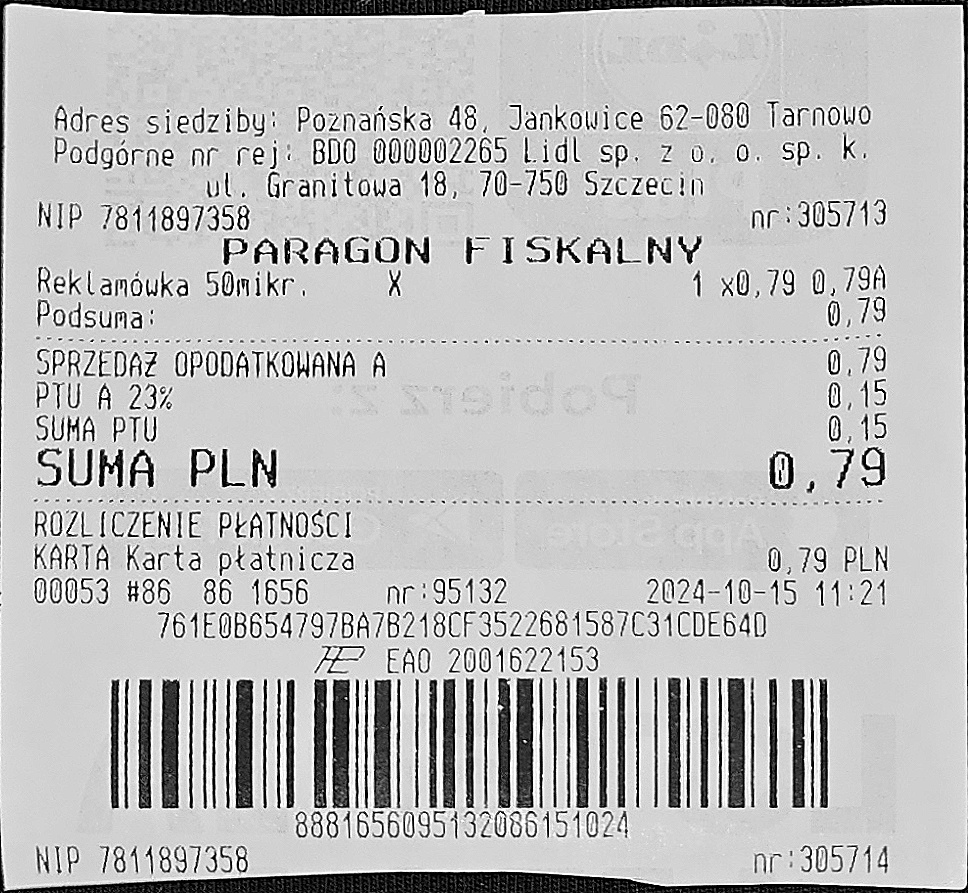 Adres siedziby: Poznańska 48, Jankowice 62-080 Tarnowo
Podgórne nr rej: BDO 000002265 Lidl sp. z o. o. sp. k.
ul. Granitowa 18, 70-750 Szczecin
NIP 7811897358 nr:305713
PARAGON FISKALNY
Reklamówka 50mikr. X 1 x0,79 0,79A
Podsuma: 0,79
SPRZEDAŻ OPODATKOWANA A 0,79
PTU A 23% 0,15
SUMA PTU 0,15
SUMA PLN 0,79
ROZLICZENIE PŁATNOŚCI
KARTA Karta płatnicza 0,79 PLN
00053 #86 86 1656 nr:95132 2024-10-15 11:21
761E0B654797BA7B218CF3522681587C31CDE64D
EAO 2001622153
8881656095132086151024
NIP 7811897358 nr:305714
Pobierz z:
App Store